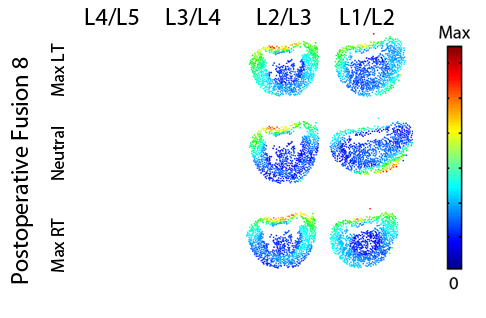 L4/L5 L3/L4 L2/L3 L1/L2
Max
Postoperative Fusion 8
Max LT
Neutral
Max RT
0